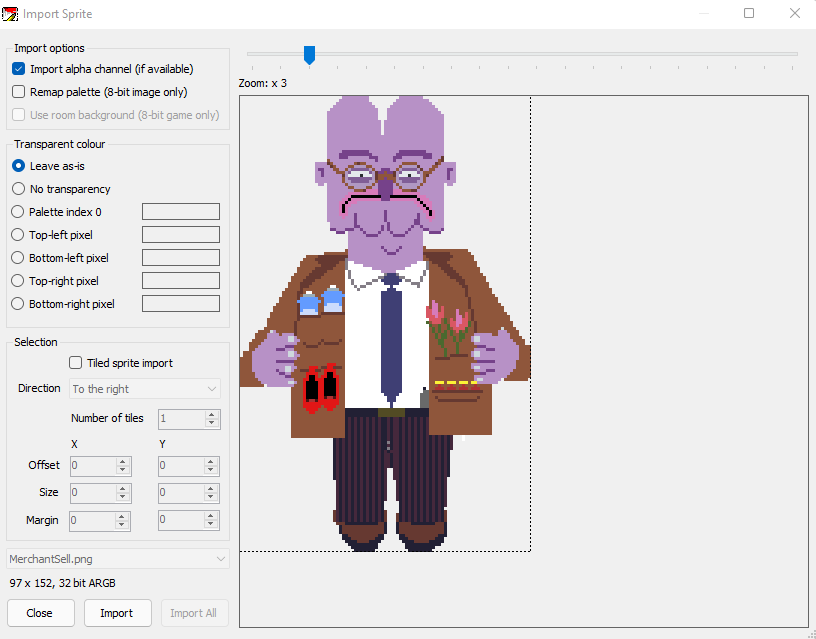 Import Sprite
Import options
Import alpha channel (if available)
Remap palette (8-bit image only)
Use room background (8-bit game only)
Transparent colour
Leave as-is
No transparency
Palette index 0
Top-left pixel
Bottom-left pixel
Top-right pixel
Bottom-right pixel
Selection
Tiled sprite import
Direction To the right
Number of tiles 1
X Y
Offset 0 0
Size 0 0
Margin 0 0
MerchantSell.png
97 x 152, 32 bit ARGB
Close Import Import All
Zoom: x 3